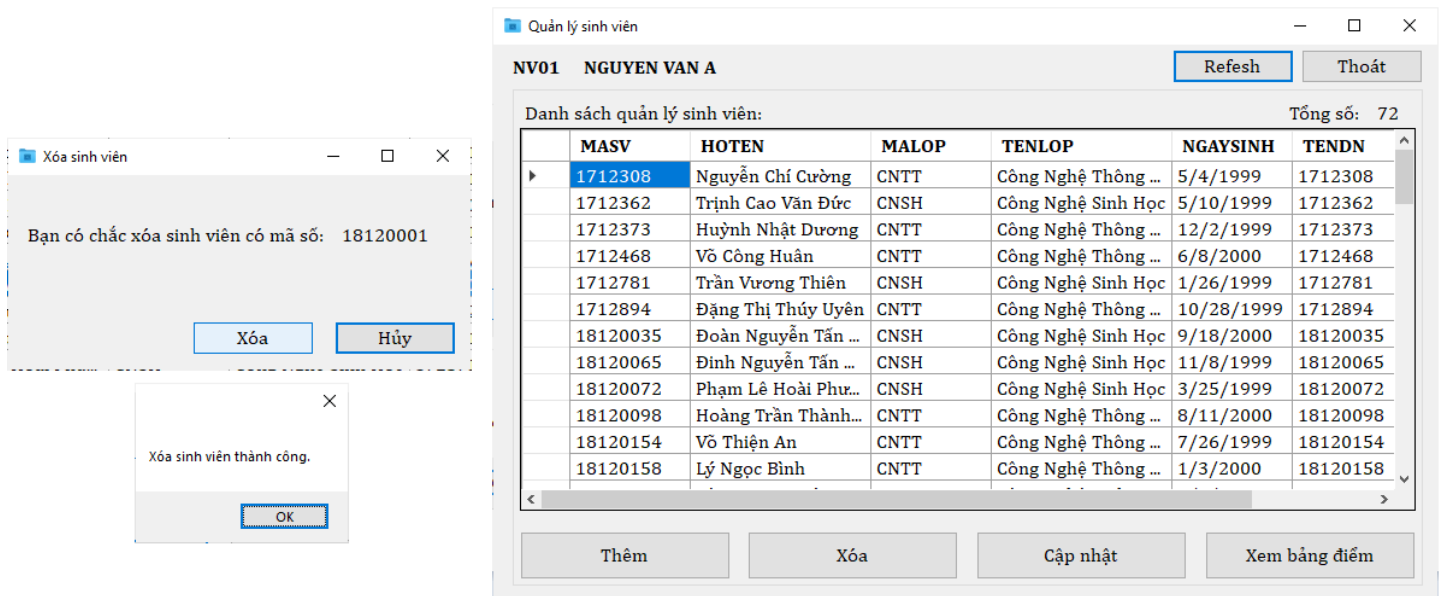 Xóa sinh viên
Bạn có chắc xóa sinh viên có mã số: 18120001
Xóa Hủy
Xóa sinh viên thành công.
OK
Quản lý sinh viên
NV01 NGUYEN VAN A Refesh Thoát
Danh sách quản lý sinh viên: Tổng số: 72
MASV HOTEN MALOP TENLOP NGAYSINH TENDN
1712308 Nguyễn Chí Cường CNTT Công Nghệ Thông ... 5/4/1999 1712308
1712362 Trịnh Cao Văn Đức CNSH Công Nghệ Sinh Học 5/10/1999 1712362
1712373 Huỳnh Nhật Dương CNTT Công Nghệ Thông ... 12/2/1999 1712373
1712468 Võ Công Huân CNTT Công Nghệ Thông ... 6/8/2000 1712468
1712781 Trần Vương Thiên CNSH Công Nghệ Sinh Học 1/26/1999 1712781
1712894 Đặng Thị Thúy Uyên CNTT Công Nghệ Thông ... 10/28/1999 1712894
18120035 Đoàn Nguyễn Tấn ... CNSH Công Nghệ Sinh Học 9/18/2000 18120035
18120065 Đinh Nguyễn Tấn ... CNSH Công Nghệ Sinh Học 11/8/1999 18120065
18120072 Phạm Lê Hoài Phư... CNSH Công Nghệ Sinh Học 3/25/1999 18120072
18120098 Hoàng Trần Thành... CNTT Công Nghệ Thông ... 8/11/2000 18120098
18120154 Võ Thiện An CNTT Công Nghệ Thông ... 7/26/1999 18120154
18120158 Lý Ngọc Bình CNTT Công Nghệ Thông ... 1/3/2000 18120158
Thêm Xóa Cập nhật Xem bảng điểm